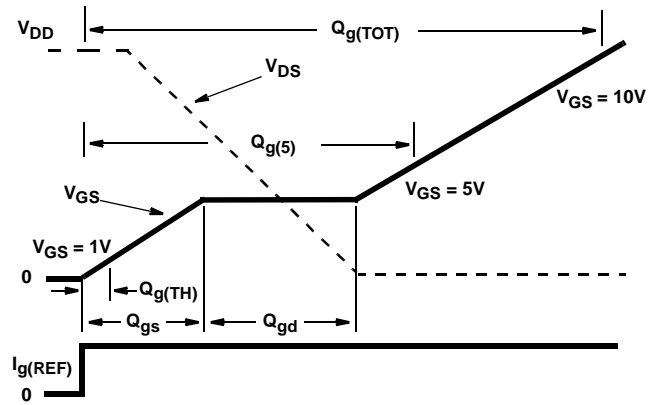 V_DD
Q_g(TOT)
V_DS
V_GS = 10V
Q_g(5)
V_GS
V_GS = 5V
V_GS = 1V
0
Q_g(TH)
Q_gs
Q_gd
I_g(REF)
0